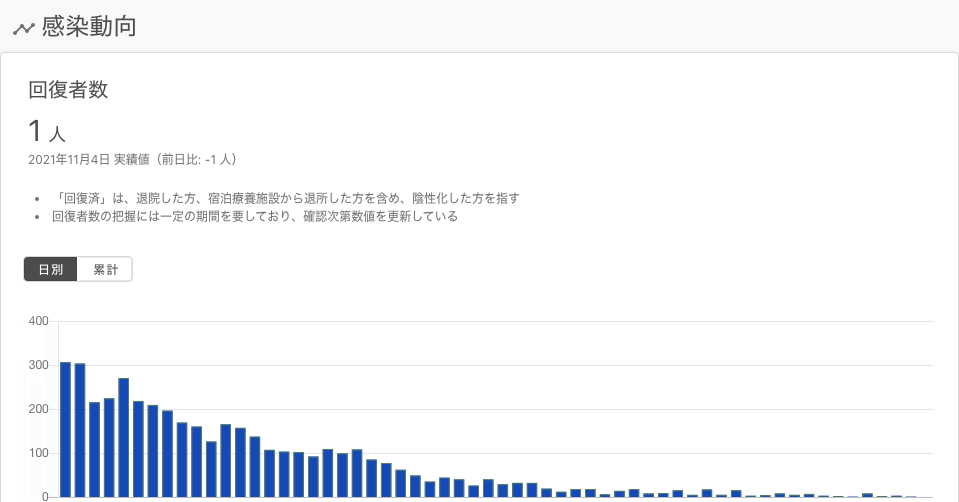 感染動向
回復者数
1 人
2021年11月4日 実績値（前日比: -1 人）
• 「回復済」は、退院した方、宿泊療養施設から退所した方を含め、陰性化した方を指す
• 回復者数の把握には一定の期間を要しており、確認次第数値を更新している
日別 累計
400
300
200
100
0